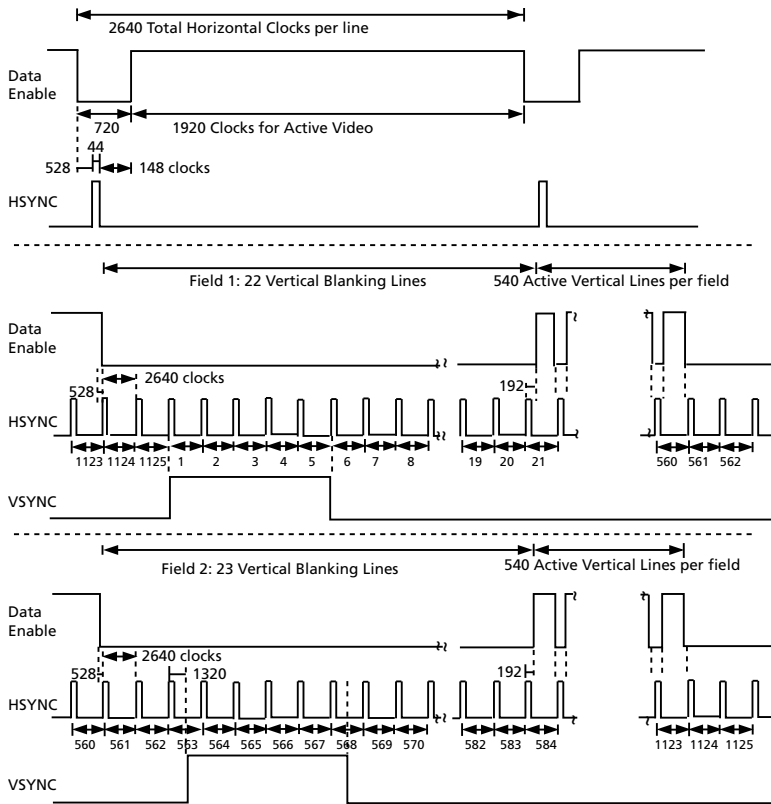 2640 Total Horizontal Clocks per line
Data
Enable
720
1920 Clocks for Active Video
44
528
148 clocks
HSYNC
Field 1: 22 Vertical Blanking Lines
540 Active Vertical Lines per field
Data
Enable
2640 clocks
528
192
HSYNC
1123 1124 1125 1 2 3 4 5 6 7 8 19 20 21 560 561 562
VSYNC
Field 2: 23 Vertical Blanking Lines
540 Active Vertical Lines per field
Data
Enable
2640 clocks
528
1320
192
HSYNC
560 561 562 563 564 565 566 567 568 569 570 582 583 584 1123 1124 1125
VSYNC